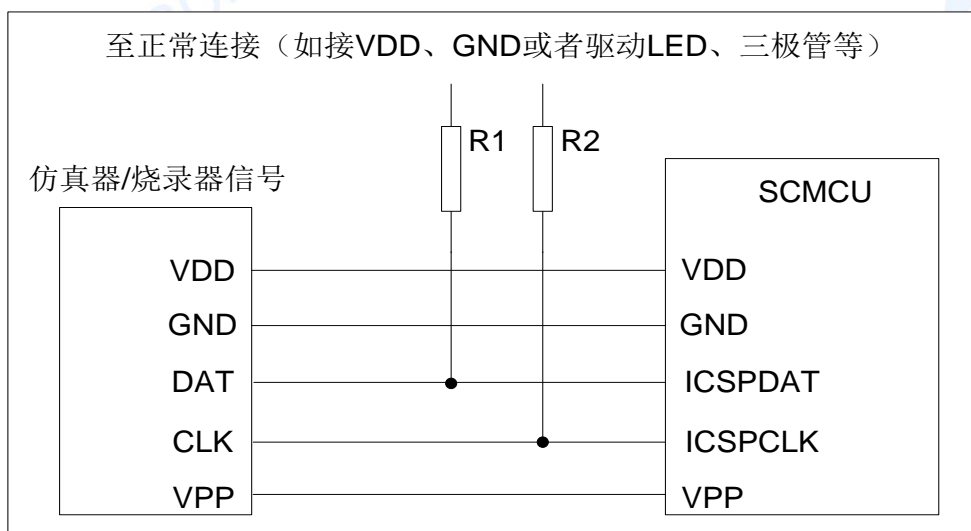 至正常连接（如接VDD、GND或者驱动LED、三极管等）
R1
R2
仿真器/烧录器信号
SCMCU
VDD
VDD
GND
GND
DAT
ICSPDAT
CLK
ICSPCLK
VPP
VPP